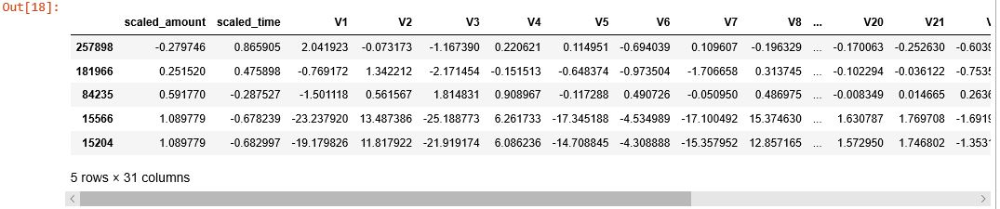 Out[18]:
scaled_amount scaled_time V1 V2 V3 V4 V5 V6 V7 V8 ... V20 V21
257898 -0.279746 0.865905 2.041923 -0.073173 -1.167390 0.220621 0.114951 -0.694039 0.109607 -0.196329 ... -0.170063 -0.252630 -0.6039
181966 0.251520 0.475898 -0.769172 1.342212 -2.171454 -0.151513 -0.648374 -0.973504 -1.706658 0.313745 ... -0.102294 -0.036122 -0.7535
84235 0.591770 -0.287527 -1.501118 0.561567 1.814831 0.908967 -0.117288 0.490726 -0.050950 0.486975 ... -0.008349 0.014665 0.2636
15566 1.089779 -0.678239 -23.237920 13.487386 -25.188773 6.261733 -17.345188 -4.534989 -17.100492 15.374630 ... 1.630787 1.769708 -1.6919
15204 1.089779 -0.682997 -19.179826 11.817922 -21.919174 6.086236 -14.708845 -4.308888 -15.357952 12.857165 ... 1.572950 1.746802 -1.3531
5 rows × 31 columns